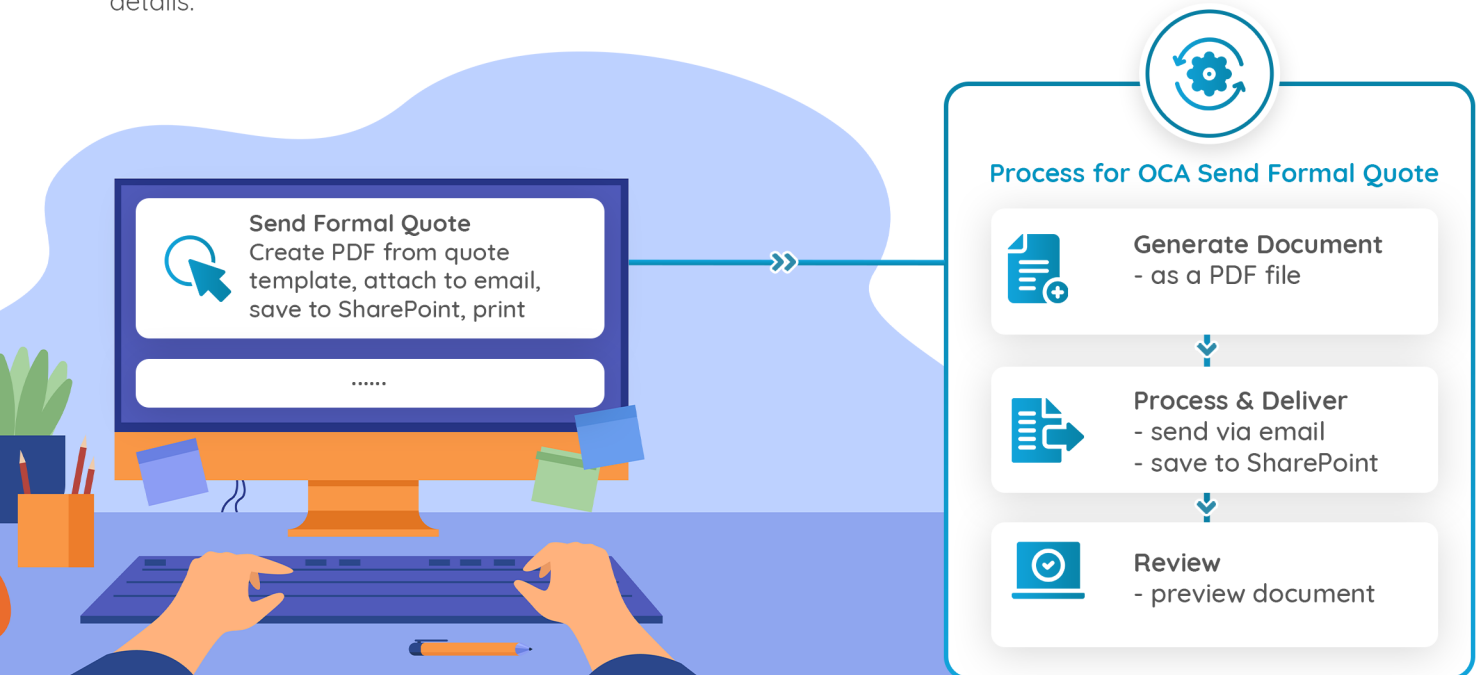 details.
Process for OCA Send Formal Quote
Send Formal Quote
Create PDF from quote
template, attach to email,
save to SharePoint, print
......
Generate Document
- as a PDF file
Process & Deliver
- send via email
- save to SharePoint
Review
- preview document